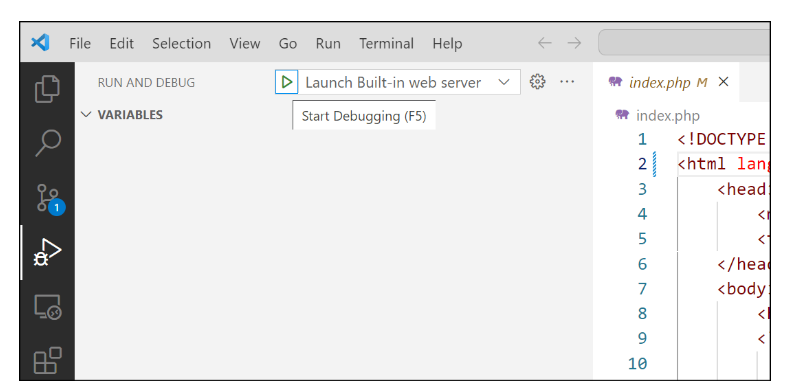 File Edit Selection View Go Run Terminal Help
RUN AND DEBUG Launch Built-in web server
VARIABLES
Start Debugging (F5)
1
index.php M
index.php
1 <!DOCTYPE
2 <html lang
3 <head
4 <
5 <
6 </head
7 <body
8 <
9 <
10